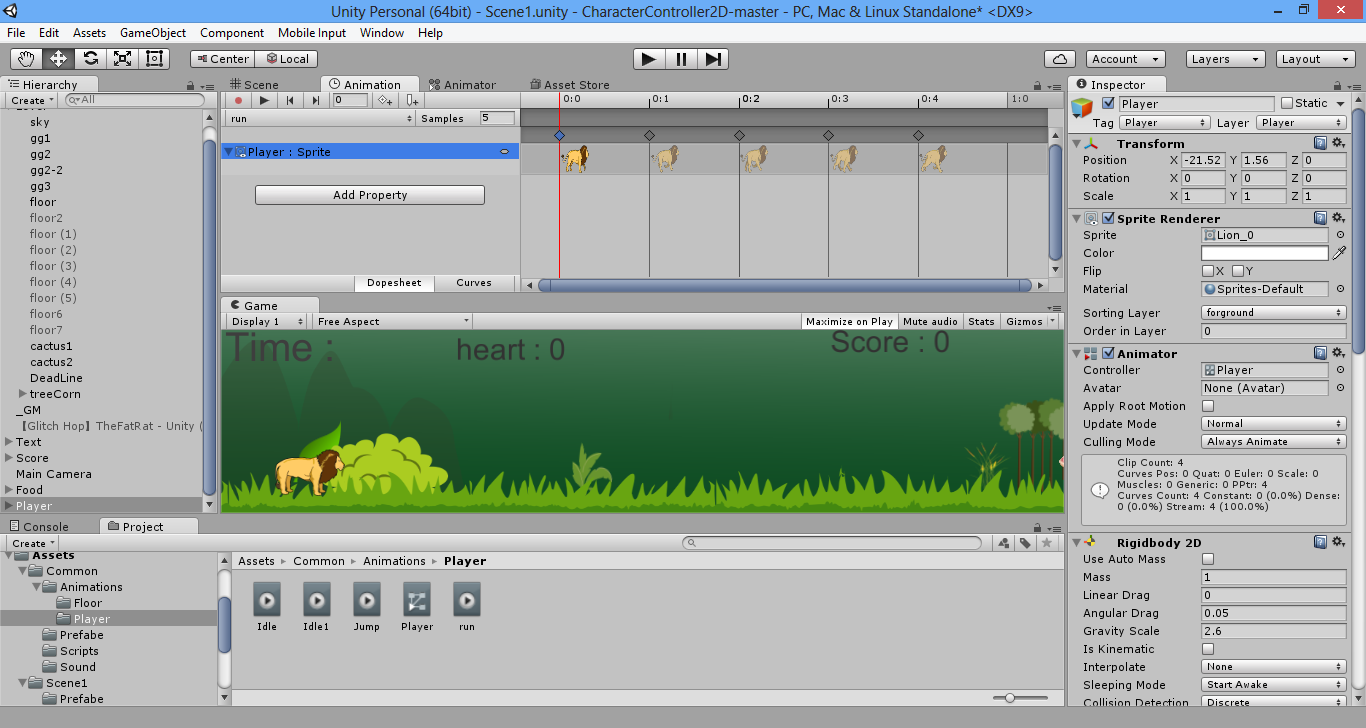 Unity Personal (64bit) - Scene1.unity - CharacterController2D-master - PC, Mac & Linux Standalone* <DX9>
File Edit Assets GameObject Component Mobile Input Window Help
Center Local Account Layers Layout
Hierarchy
Create All
sky
gg1
gg2
gg2-2
gg3
floor
floor2
floor (1)
floor (2)
floor (3)
floor (4)
floor (5)
floor6
floor7
cactus1
cactus2
DeadLine
treeCorn
_GM
【Glitch Hop】TheFatRat - Unity (
Text
Score
Main Camera
Food
Player
Scene Animation Animator Asset Store
0 0:0 0:1 0:2 0:3 0:4 1:0
run Samples 5
Player : Sprite
Add Property
Dopesheet Curves
Game
Display 1 Free Aspect Maximize on Play Mute audio Stats Gizmos
Time : heart : 0 Score : 0
Console Project
Create
Assets
Common
Animations
Floor
Player
Prefabe
Scripts
Sound
Scene1
Prefabe
Assets Common Animations Player
Idle Idle1 Jump Player run
Inspector
Player Static
Tag Player Layer Player
Transform
Position X -21.52 Y 1.56 Z 0
Rotation X 0 Y 0 Z 0
Scale X 1 Y 1 Z 1
Sprite Renderer
Sprite Lion_0
Color
Flip X Y
Material Sprites-Default
Sorting Layer forground
Order in Layer 0
Animator
Controller Player
Avatar None (Avatar)
Apply Root Motion
Update Mode Normal
Culling Mode Always Animate
Clip Count: 4
Curves Pos: 0 Quat: 0 Euler: 0 Scale: 0
Muscles: 0 Generic: 0 PPtr: 4
Curves Count: 4 Constant: 0 (0.0%) Dense:
0 (0.0%) Stream: 4 (100.0%)
Rigidbody 2D
Use Auto Mass
Mass 1
Linear Drag 0
Angular Drag 0.05
Gravity Scale 2.6
Is Kinematic
Interpolate None
Sleeping Mode Start Awake
Collision Detection Discrete